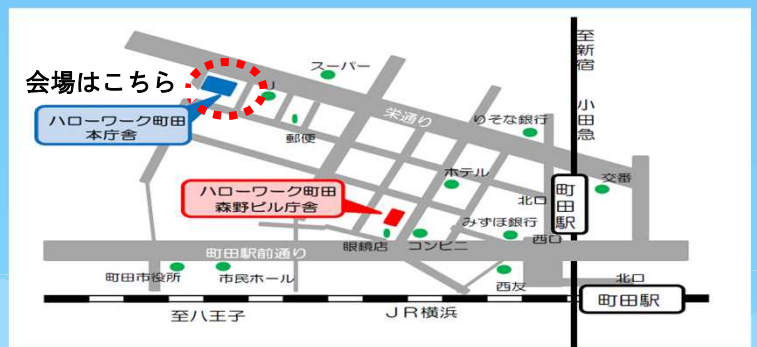 会場はこちら
スーパー
リ
ハローワーク町田
本庁舎
郵便
栄通り
りそな銀行
至新宿
小田急
ホテル
北口
町田駅
交番
ハローワーク町田
森野ビル庁舎
みずほ銀行
西口
眼鏡店
コンビニ
町田駅前通り
町田市役所
市民ホール
西友
北口
町田駅
至八王子
JR横浜